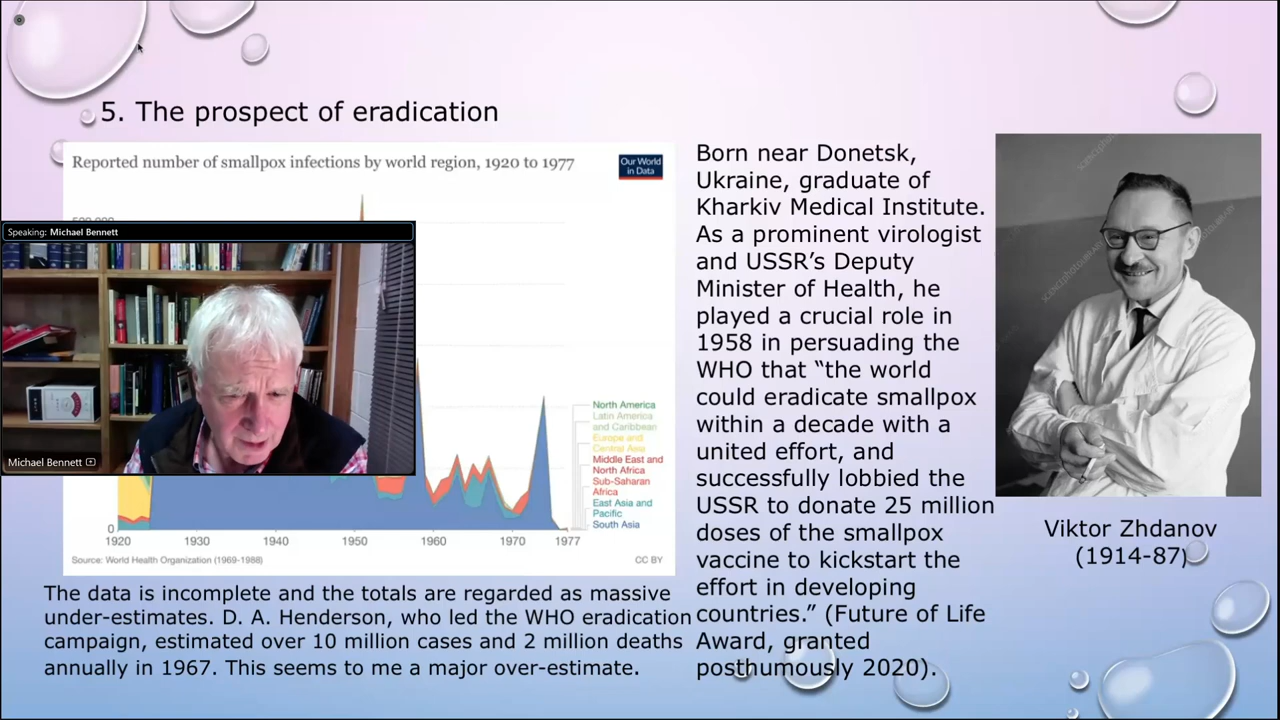 5. The prospect of eradication
Reported number of smallpox infections by world region, 1920 to 1977
Our World
in Data
Speaking: Michael Bennett
Michael Bennett
North America
Latin America
and Caribbean
Europe and
Central Asia
Middle East and
North Africa
Sub-Saharan
Africa
East Asia and
Pacific
South Asia
0
1920 1930 1940 1950 1960 1970 1977
Source: World Health Organization (1969-1988)
CC BY
The data is incomplete and the totals are regarded as massive
under-estimates. D. A. Henderson, who led the WHO eradication
campaign, estimated over 10 million cases and 2 million deaths
annually in 1967. This seems to me a major over-estimate.
Born near Donetsk,
Ukraine, graduate of
Kharkiv Medical Institute.
As a prominent virologist
and USSR’s Deputy
Minister of Health, he
played a crucial role in
1958 in persuading the
WHO that “the world
could eradicate smallpox
within a decade with a
united effort, and
successfully lobbied the
USSR to donate 25 million
doses of the smallpox
vaccine to kickstart the
effort in developing
countries.” (Future of Life
Award, granted
posthumously 2020).
Viktor Zhdanov
(1914-87)